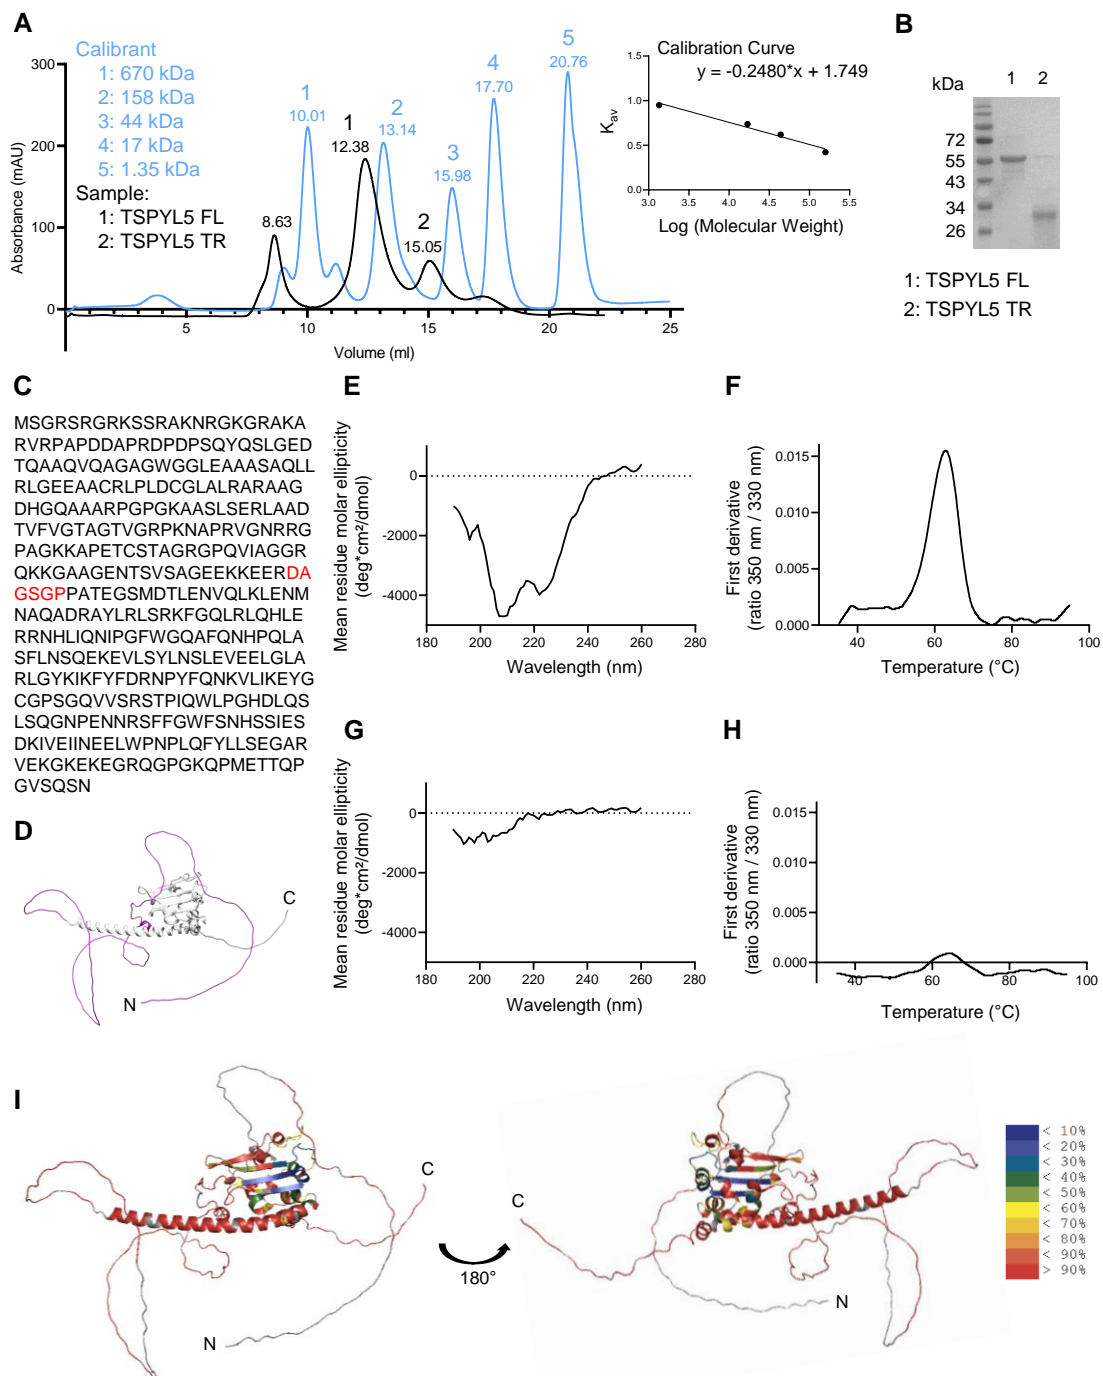 A
Calibrant
1: 670 kDa
2: 158 kDa
3: 44 kDa
4: 17 kDa
5: 1.35 kDa
Sample:
1: TSPYL5 FL
2: TSPYL5 TR
Absorbance (mAU)
300
200
100
0
5
10
15
20
25
Volume (ml)
8.63
1
10.01
1
12.38
2
13.14
2
15.05
3
15.98
4
17.70
5
20.76
Calibration Curve
y = -0.2480*x + 1.749
Kav
1.5
1.0
0.5
0.0
3.0
3.5
4.0
4.5
5.0
5.5
Log (Molecular Weight)
B
kDa
1
2
72
55
43
34
26
1: TSPYL5 FL
2: TSPYL5 TR
C
MSGRSRGRKSSRAKNRGKGRAKA
RVRPAPDDAPRDPDPSQYQSLGED
TQAAQVQAGAGWGGLEAAASAQLL
RLGEEAACRLPLDCGLALRARAAG
DHGQAAARPGPGKAASLSERLAAD
TVFVGTAGTVGRPKNAPRVGNRRG
PAGKKAPETCSTAGRGPQVIAGGR
QKKGAAGENTSVSAGEEKKEERDA
GSGPPATEGSMDTLENVQLKLENM
NAQADRAYLRLSRKFGQLRLQHLE
RRNHLIQNIPGFWGQAFQNHPQLA
SFLNSQEKEVLSYLNSLEVEELGLA
RLGYKIKFYFDRNPYFQNKVLIKEYG
CGPSGQVVSRSTPIQWLPGHDLQS
LSQGNPENNRSFFGWFSNHSSIES
DKIVEIINEELWPNPLQFYLLSEGAR
VEKGKEKEGRQGPGKQPMETTQP
GVSQSN
D
N
C
E
Mean residue molar ellipticity
(deg*cm²/dmol)
0
-2000
-4000
180
200
220
240
260
280
Wavelength (nm)
F
First derivative
(ratio 350 nm / 330 nm)
0.015
0.010
0.005
0.000
40
60
80
100
Temperature (°C)
G
Mean residue molar ellipticity
(deg*cm²/dmol)
0
-2000
-4000
180
200
220
240
260
280
Wavelength (nm)
H
First derivative
(ratio 350 nm / 330 nm)
0.015
0.010
0.005
0.000
40
60
80
100
Temperature (°C)
I
N
C
180°
C
N
< 10%
< 20%
< 30%
< 40%
< 50%
< 60%
< 70%
< 80%
< 90%
> 90%